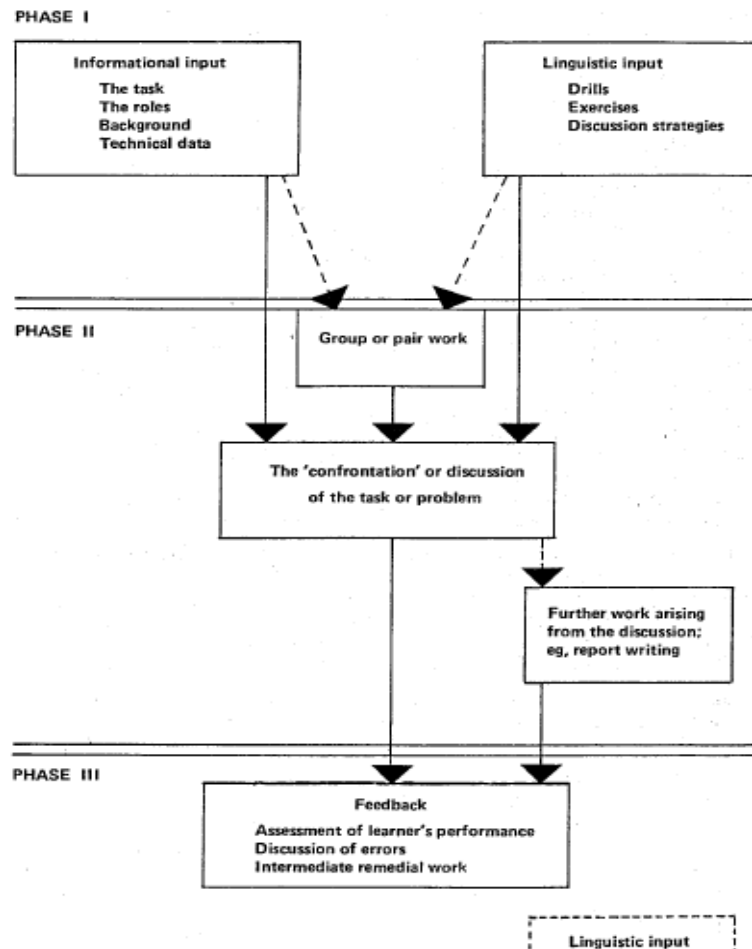 PHASE I
Informational input
The task
The roles
Background
Technical data
Linguistic input
Drills
Exercises
Discussion strategies
PHASE II
Group or pair work
The 'confrontation' or discussion
of the task or problem
Further work arising
from the discussion;
eg, report writing
PHASE III
Feedback
Assessment of learner's performance
Discussion of errors
Intermediate remedial work
Linguistic input